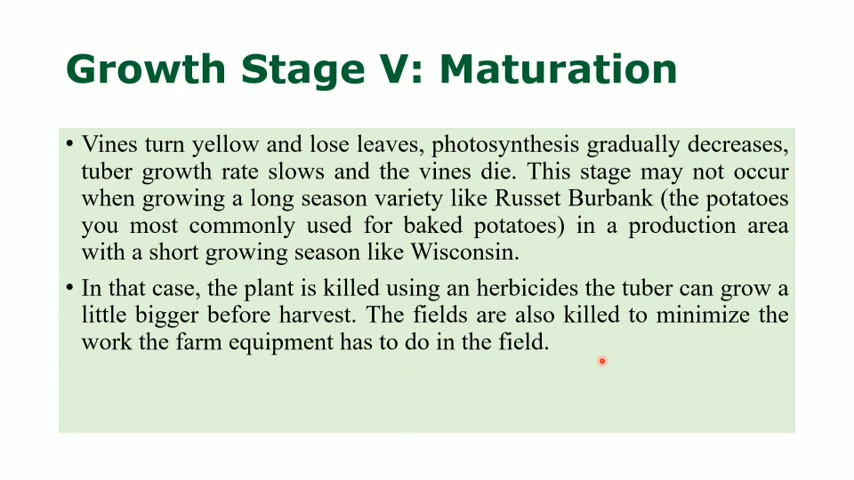 Growth Stage V: Maturation
• Vines turn yellow and lose leaves, photosynthesis gradually decreases,
tuber growth rate slows and the vines die. This stage may not occur
when growing a long season variety like Russet Burbank (the potatoes
you most commonly used for baked potatoes) in a production area
with a short growing season like Wisconsin.
• In that case, the plant is killed using an herbicides the tuber can grow a
little bigger before harvest. The fields are also killed to minimize the
work the farm equipment has to do in the field.